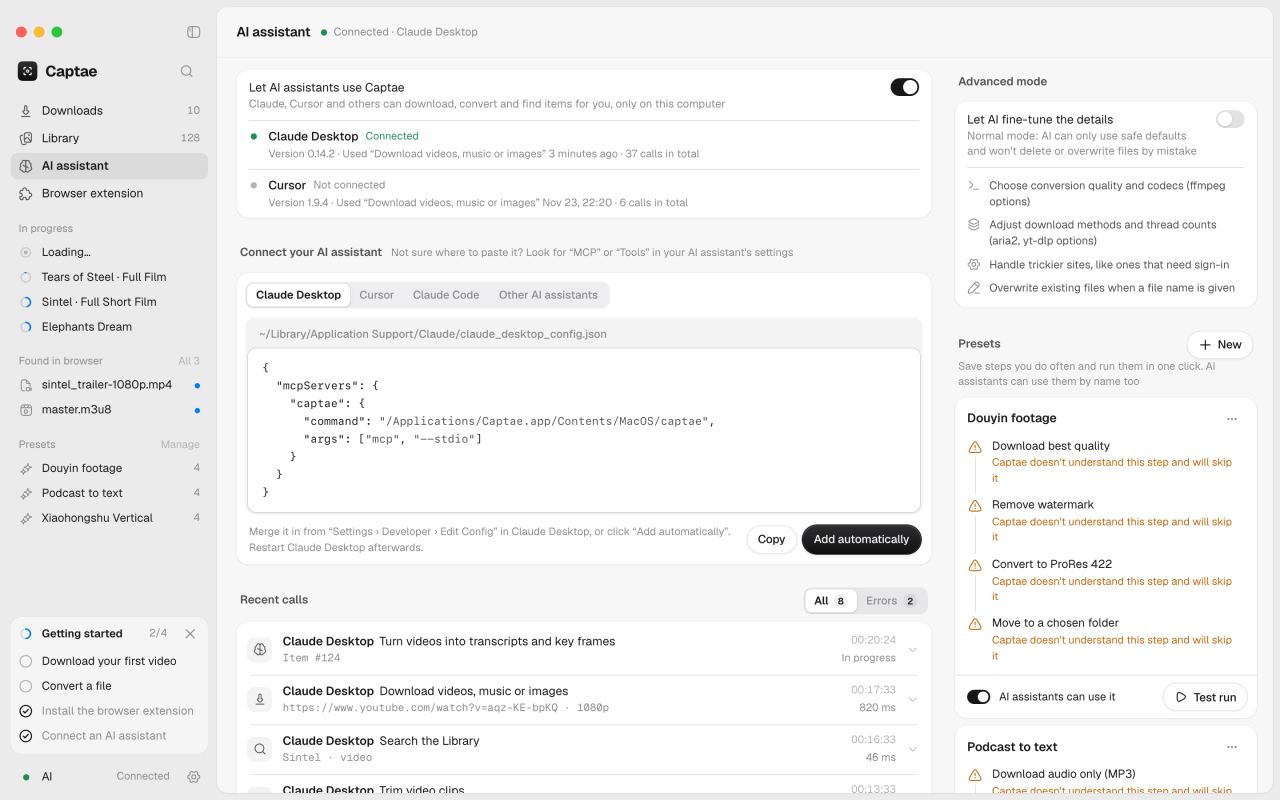 Captae
Downloads 10
Library 128
AI assistant
Browser extension
In progress
Loading...
Tears of Steel · Full Film
Sintel · Full Short Film
Elephants Dream
Found in browser All 3
sintel_trailer-1080p.mp4
master.m3u8
Presets Manage
Douyin footage 4
Podcast to text 4
Xiaohongshu Vertical 4
Getting started 2/4
Download your first video
Convert a file
Install the browser extension
Connect an AI assistant
AI Connected
AI assistant Connected · Claude Desktop
Let AI assistants use Captae
Claude, Cursor and others can download, convert and find items for you, only on this computer
Claude Desktop Connected
Version 0.14.2 · Used “Download videos, music or images” 3 minutes ago · 37 calls in total
Cursor Not connected
Version 1.9.4 · Used “Download videos, music or images” Nov 23, 22:20 · 6 calls in total
Connect your AI assistant Not sure where to paste it? Look for “MCP” or “Tools” in your AI assistant's settings
Claude Desktop Cursor Claude Code Other AI assistants
~/Library/Application Support/Claude/claude_desktop_config.json
{
"mcpServers": {
"captae": {
"command": "/Applications/Captae.app/Contents/MacOS/captae",
"args": ["mcp", "--stdio"]
}
}
}
Merge it in from “Settings › Developer › Edit Config” in Claude Desktop, or click “Add automatically”.
Restart Claude Desktop afterwards.
Copy Add automatically
Recent calls All 8 Errors 2
Claude Desktop Turn videos into transcripts and key frames 00:20:24
Item #124 In progress
Claude Desktop Download videos, music or images 00:17:33
https://www.youtube.com/watch?v=aqz-KE-bpKQ · 1080p 820 ms
Claude Desktop Search the Library 00:16:33
Sintel · video 46 ms
Claude Desktop Trim video clips 00:13:33
Advanced mode
Let AI fine-tune the details
Normal mode: AI can only use safe defaults
and won't delete or overwrite files by mistake
Choose conversion quality and codecs (ffmpeg
options)
Adjust download methods and thread counts
(aria2, yt-dlp options)
Handle trickier sites, like ones that need sign-in
Overwrite existing files when a file name is given
Presets New
Save steps you do often and run them in one click. AI
assistants can use them by name too
Douyin footage
Download best quality
Captae doesn't understand this step and will skip
it
Remove watermark
Captae doesn't understand this step and will skip
it
Convert to ProRes 422
Captae doesn't understand this step and will skip
it
Move to a chosen folder
Captae doesn't understand this step and will skip
it
AI assistants can use it Test run
Podcast to text
Download audio only (MP3)
Captae doesn't understand this step and will skip